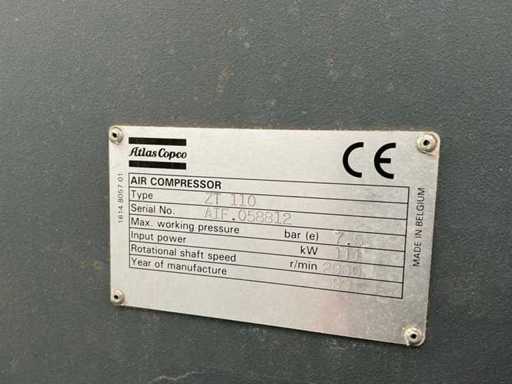 Atlas Copco
CE
AIR COMPRESSOR
Type ZT 110
Serial No. AIF.058812
Max. working pressure bar (e)
Input power kW
Rotational shaft speed r/min
Year of manufacture
1614 8057 01
MADE IN BELGIUM